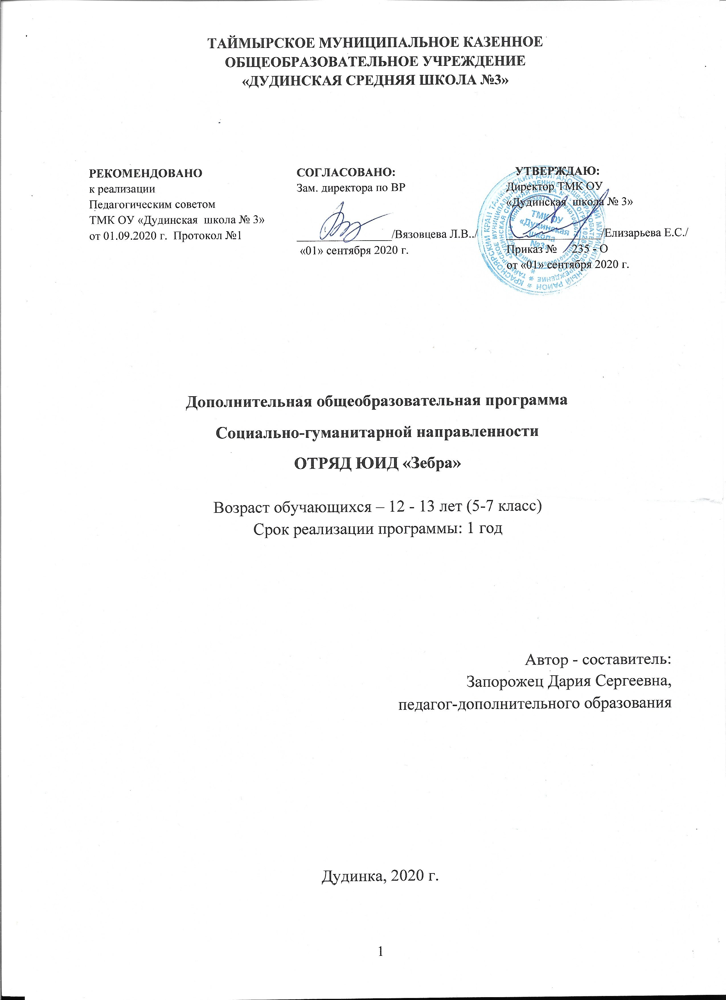 ТАЙМЫРСКОЕ МУНИЦИПАЛЬНОЕ КАЗЕННОЕ
ОБЩЕОБРАЗОВАТЕЛЬНОЕ УЧРЕЖДЕНИЕ
«ДУДИНСКАЯ СРЕДНЯЯ ШКОЛА №3»
РЕКОМЕНДОВАНО
к реализации
Педагогическим советом
ТМК ОУ «Дудинская школа № 3»
от 01.09.2020 г. Протокол №1
СОГЛАСОВАНО:
Зам. директора по ВР
/Вязовцева Л.В../
«01» сентября 2020 г.
УТВЕРЖДАЮ:
Директор ТМК ОУ
«Дудинская школа № 3»
/Елизарьева Е.С./
Приказ № 235 - О
от «01» сентября 2020 г.
ТМК ОУ
«Дудинская
школа
№3»
Дополнительная общеобразовательная программа
Социально-гуманитарной направленности
ОТРЯД ЮИД «Зебра»
Возраст обучающихся – 12 - 13 лет (5-7 класс)
Срок реализации программы: 1 год
Автор - составитель:
Запорожец Дария Сергеевна,
педагог-дополнительного образования
Дудинка, 2020 г.
1